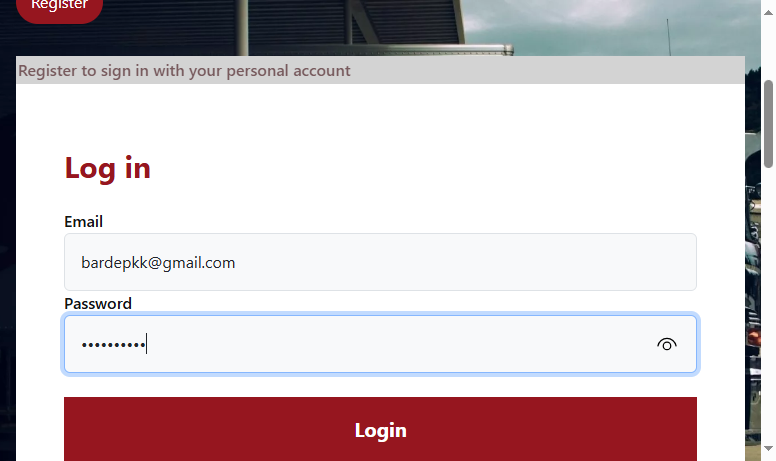 Register
Register to sign in with your personal account
Log in
Email
bardepkk@gmail.com
Password
••••••••••
Login